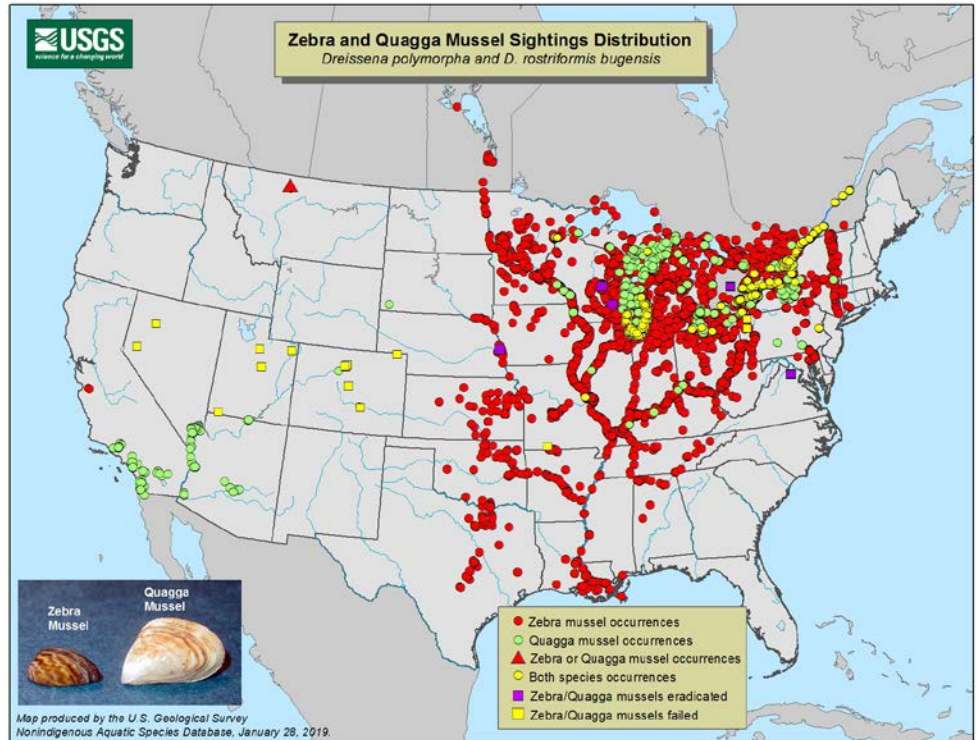 USGS
science for a changing world
Zebra and Quagga Mussel Sightings Distribution
Dreissena polymorpha and D. rostriformis bugensis
Zebra
Mussel
Quagga
Mussel
Zebra mussel occurrences
Quagga mussel occurrences
Zebra or Quagga mussel occurrences
Both species occurrences
Zebra/Quagga mussels eradicated
Zebra/Quagga mussels failed
Map produced by the U.S. Geological Survey
Nonindigenous Aquatic Species Database, January 28, 2019.